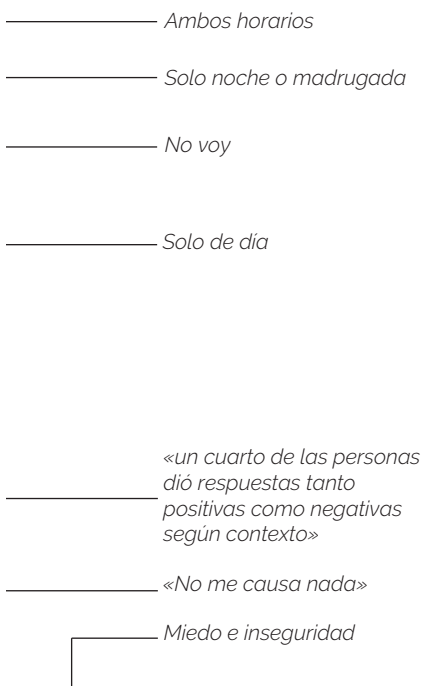 Ambos horarios
Solo noche o madrugada
No voy
Solo de día
«un cuarto de las personas
dió respuestas tanto
positivas como negativas
según contexto»
«No me causa nada»
Miedo e inseguridad